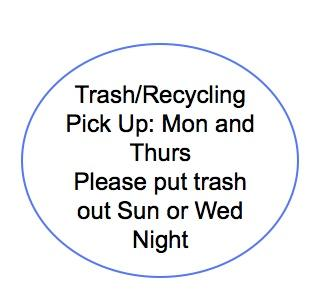 Trash/Recycling
Pick Up: Mon and
Thurs
Please put trash
out Sun or Wed
Night